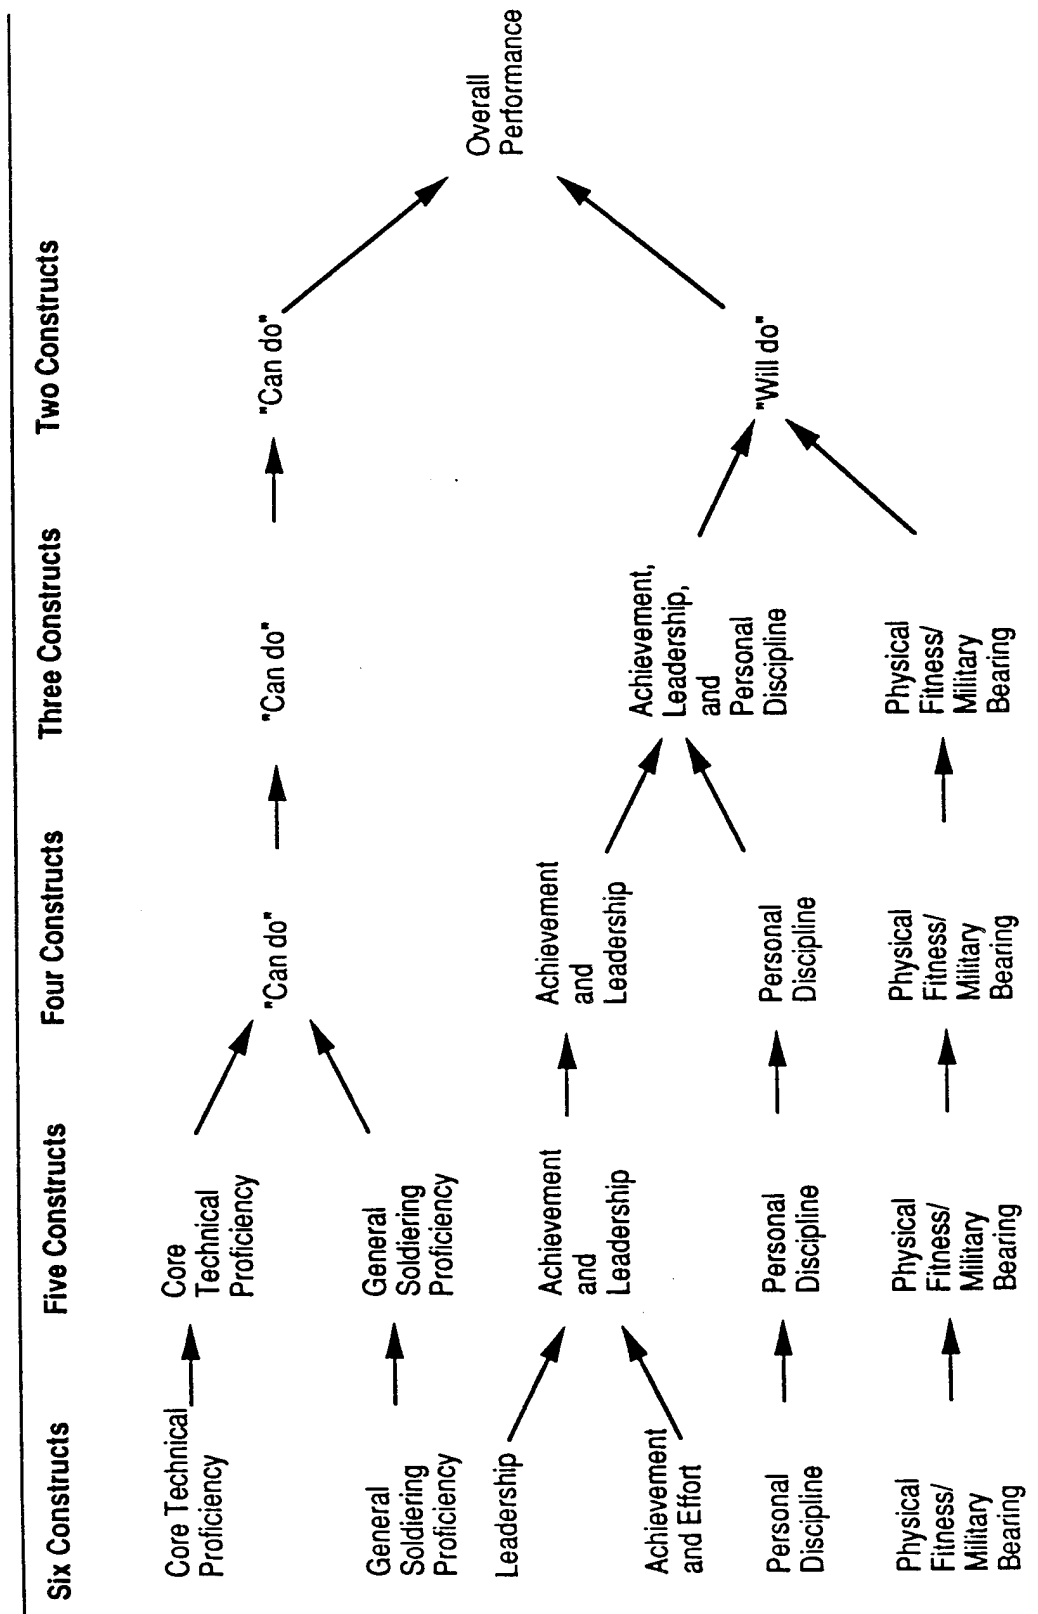 Six Constructs
Five Constructs
Four Constructs
Three Constructs
Two Constructs
Core Technical
Proficiency
General
Soldiering
Proficiency
Leadership
Achievement
and Effort
Personal
Discipline
Physical
Fitness/
Military
Bearing
Core
Technical
Proficiency
General
Soldiering
Proficiency
Achievement
and
Leadership
Personal
Discipline
Physical
Fitness/
Military
Bearing
"Can do"
Achievement
and
Leadership
Personal
Discipline
Physical
Fitness/
Military
Bearing
"Can do"
Achievement,
Leadership,
and
Personal
Discipline
Physical
Fitness/
Military
Bearing
"Can do"
"Will do"
Overall
Performance